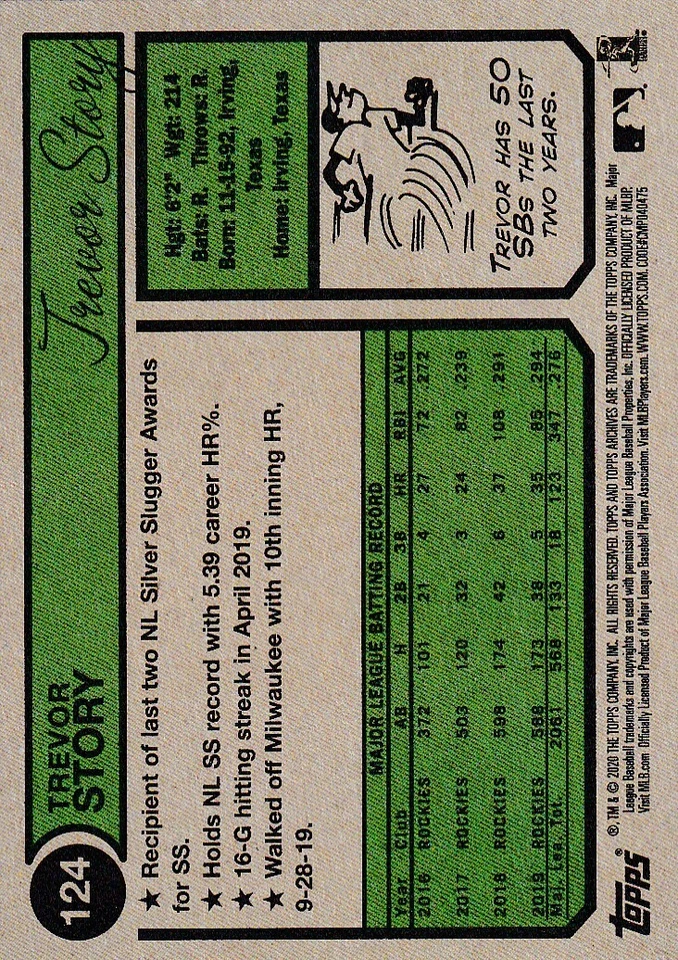 124
TREVOR
STORY
Trevor Story
★ Recipient of last two NL Silver Slugger Awards
for SS.
★ Holds NL SS record with 5.39 career HR%.
★ 16-G hitting streak in April 2019.
★ Walked off Milwaukee with 10th inning HR,
9-28-19.
Hgt: 6'2" Wgt: 214
Bats: R. Throws: R.
Born: 11-15-92, Irving,
Texas
Home: Irving, Texas
TREVOR HAS 50
SBs THE LAST
TWO YEARS.
MAJOR LEAGUE BATTING RECORD
Year Club AB H 2B 3B HR RBI AVG
2016 ROCKIES 372 101 21 4 27 72 .272
2017 ROCKIES 503 120 32 3 24 82 .239
2018 ROCKIES 598 174 42 6 37 108 .291
2019 ROCKIES 588 173 38 5 35 85 .294
Maj. Lea. Tot. 2061 568 133 18 123 347 .276
Topps®
®, TM & © 2020 THE TOPPS COMPANY, INC. ALL RIGHTS RESERVED. TOPPS AND TOPPS ARCHIVES ARE TRADEMARKS OF THE TOPPS COMPANY, INC. Major
League Baseball trademarks and copyrights are used with permission of Major League Baseball Properties, Inc. OFFICIALLY LICENSED PRODUCT OF MLBP.
Visit MLB.com Officially Licensed Product of Major League Baseball Players Association. Visit MLBPlayers.com. WWW.TOPPS.COM. CODE#CMP040475